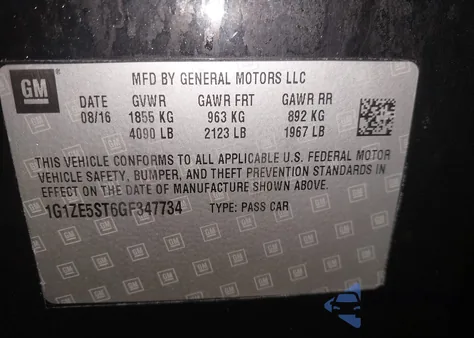 GM MFD BY GENERAL MOTORS LLC
DATE GVWR GAWR FRT GAWR RR
08/16 1855 KG 963 KG 892 KG
4090 LB 2123 LB 1967 LB
THIS VEHICLE CONFORMS TO ALL APPLICABLE U.S. FEDERAL MOTOR
VEHICLE SAFETY, BUMPER, AND THEFT PREVENTION STANDARDS IN
EFFECT ON THE DATE OF MANUFACTURE SHOWN ABOVE.
1G1ZE5ST6GF347734 TYPE: PASS CAR